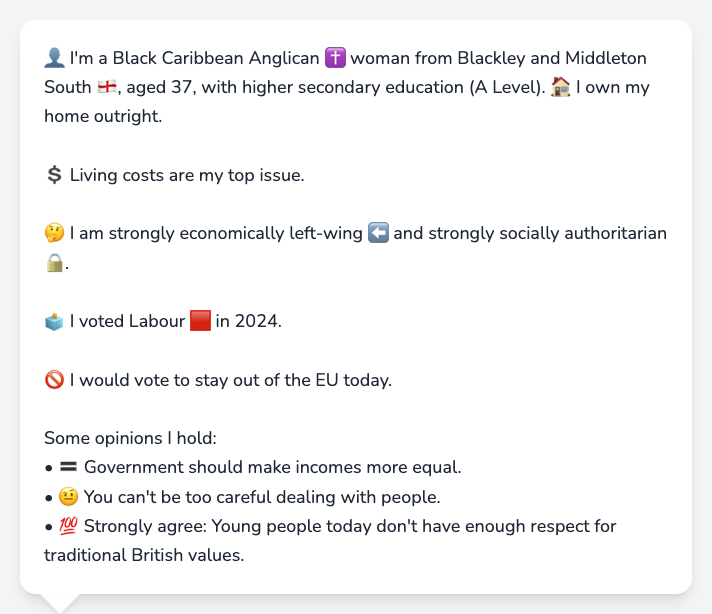 👤 I'm a Black Caribbean Anglican ✝️ woman from Blackley and Middleton
South 🏴󠁧󠁢󠁥󠁮󠁧󠁿, aged 37, with higher secondary education (A Level). 🏠 I own my
home outright.
💲 Living costs are my top issue.
🤔 I am strongly economically left-wing ⬅️ and strongly socially authoritarian
🔒.
🗳️ I voted Labour 🟥 in 2024.
🚫 I would vote to stay out of the EU today.
Some opinions I hold:
• 🟰 Government should make incomes more equal.
• 🤨 You can't be too careful dealing with people.
• 💯 Strongly agree: Young people today don't have enough respect for
traditional British values.